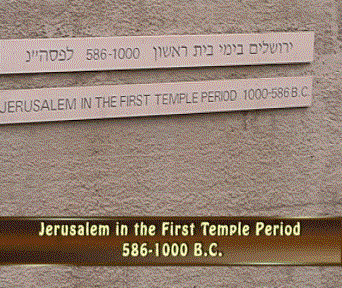 ירושלים בימי בית ראשון 586-1000 לפסה״נ
JERUSALEM IN THE FIRST TEMPLE PERIOD 1000-586 B.C.
Jerusalem in the First Temple Period
586-1000 B.C.